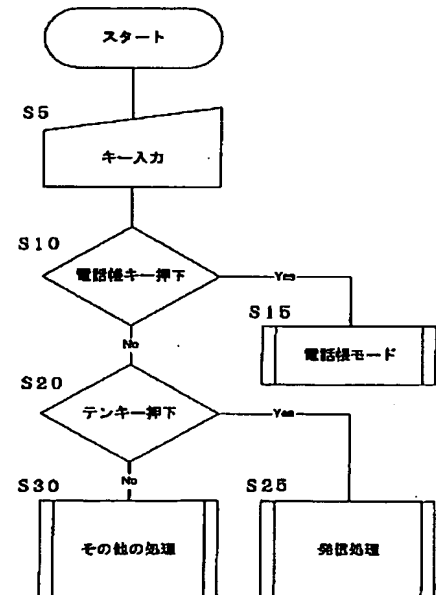 スタート
S5
キー入力
S10
電話帳キー押下
Yes
S15
電話帳モード
No
S20
テンキー押下
Yes
No
S30
その他の処理
S25
発信処理